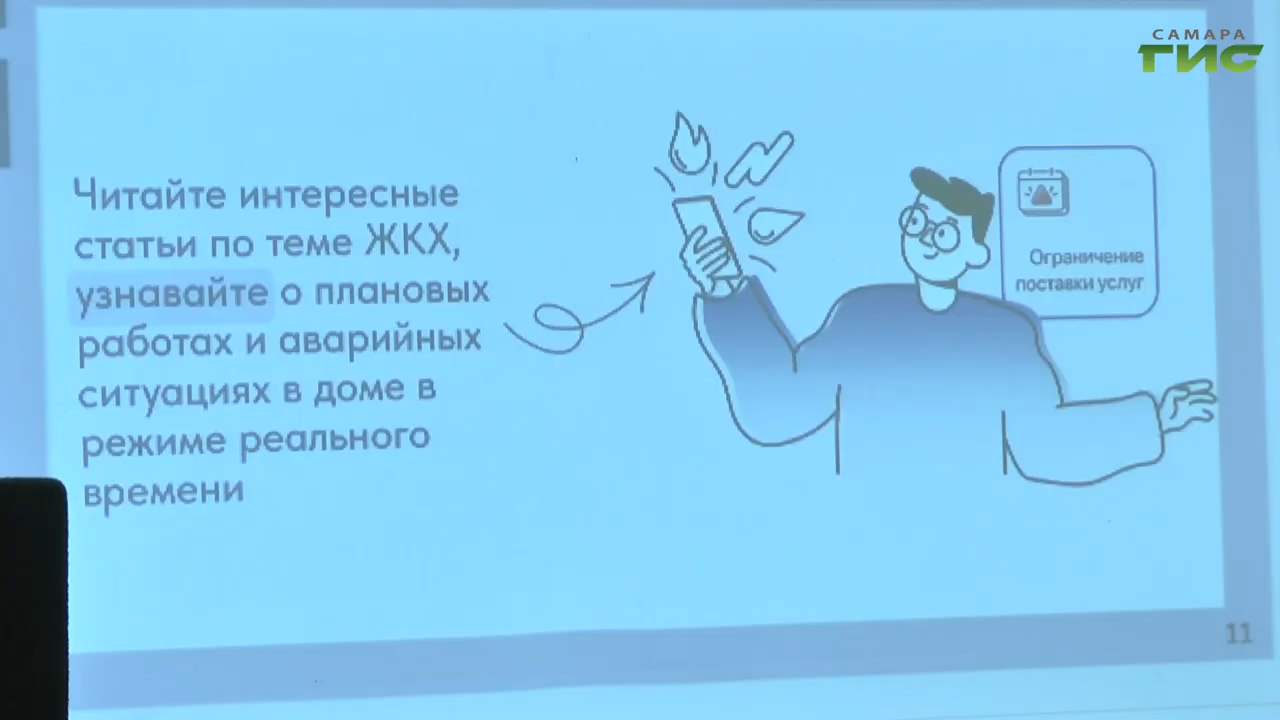 САМАРА
ГИС
Читайте интересные
статьи по теме ЖКХ,
узнавайте о плановых
работах и аварийных
ситуациях в доме в
режиме реального
времени
Ограничение
поставки услуг
11